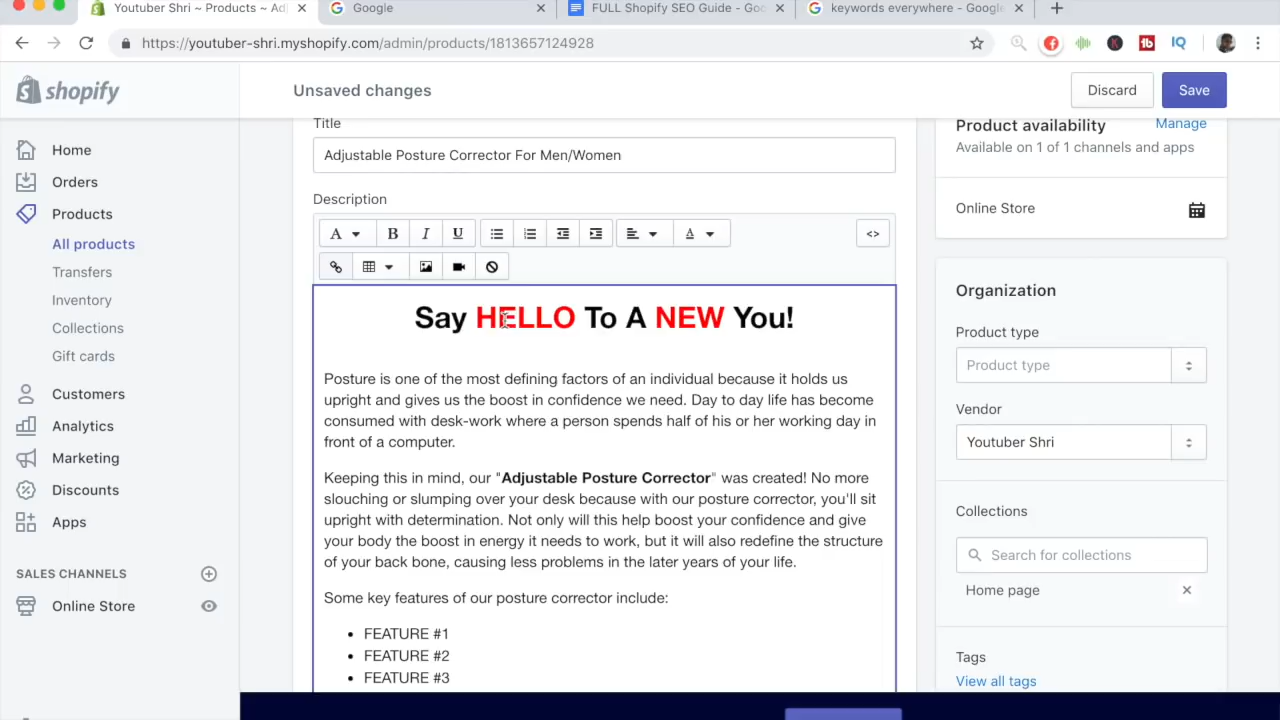 Youtuber Shri ~ Products ~ Ad
Google
FULL Shopify SEO Guide - Goo
keywords everywhere - Google
https://youtuber-shri.myshopify.com/admin/products/1813657124928
IQ
shopify
Unsaved changes
Discard
Save
Home
Orders
Products
All products
Transfers
Inventory
Collections
Gift cards
Customers
Analytics
Marketing
Discounts
Apps
SALES CHANNELS
Online Store
Title
Adjustable Posture Corrector For Men/Women
Description
A
B
I
U
A
<>
Say HELLO To A NEW You!
Posture is one of the most defining factors of an individual because it holds us
upright and gives us the boost in confidence we need. Day to day life has become
consumed with desk-work where a person spends half of his or her working day in
front of a computer.
Keeping this in mind, our "Adjustable Posture Corrector" was created! No more
slouching or slumping over your desk because with our posture corrector, you'll sit
upright with determination. Not only will this help boost your confidence and give
your body the boost in energy it needs to work, but it will also redefine the structure
of your back bone, causing less problems in the later years of your life.
Some key features of our posture corrector include:
• FEATURE #1
• FEATURE #2
• FEATURE #3
Product availability
Manage
Available on 1 of 1 channels and apps
Online Store
Organization
Product type
Product type
Vendor
Youtuber Shri
Collections
Search for collections
Home page
Tags
View all tags